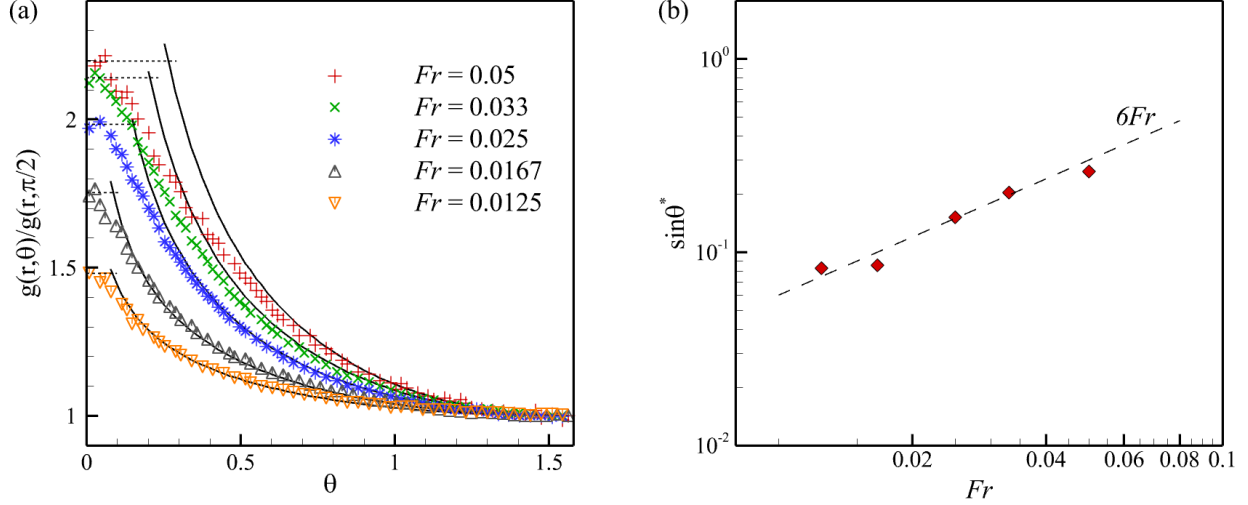 (a)
g(r,θ)/g(r,π/2)
2
1.5
1
0
0.5
1
1.5
θ
Fr = 0.05
Fr = 0.033
Fr = 0.025
Fr = 0.0167
Fr = 0.0125
(b)
sinθ*
10⁰
10⁻¹
10⁻²
0.02
0.04
0.06
0.08
0.1
Fr
6Fr